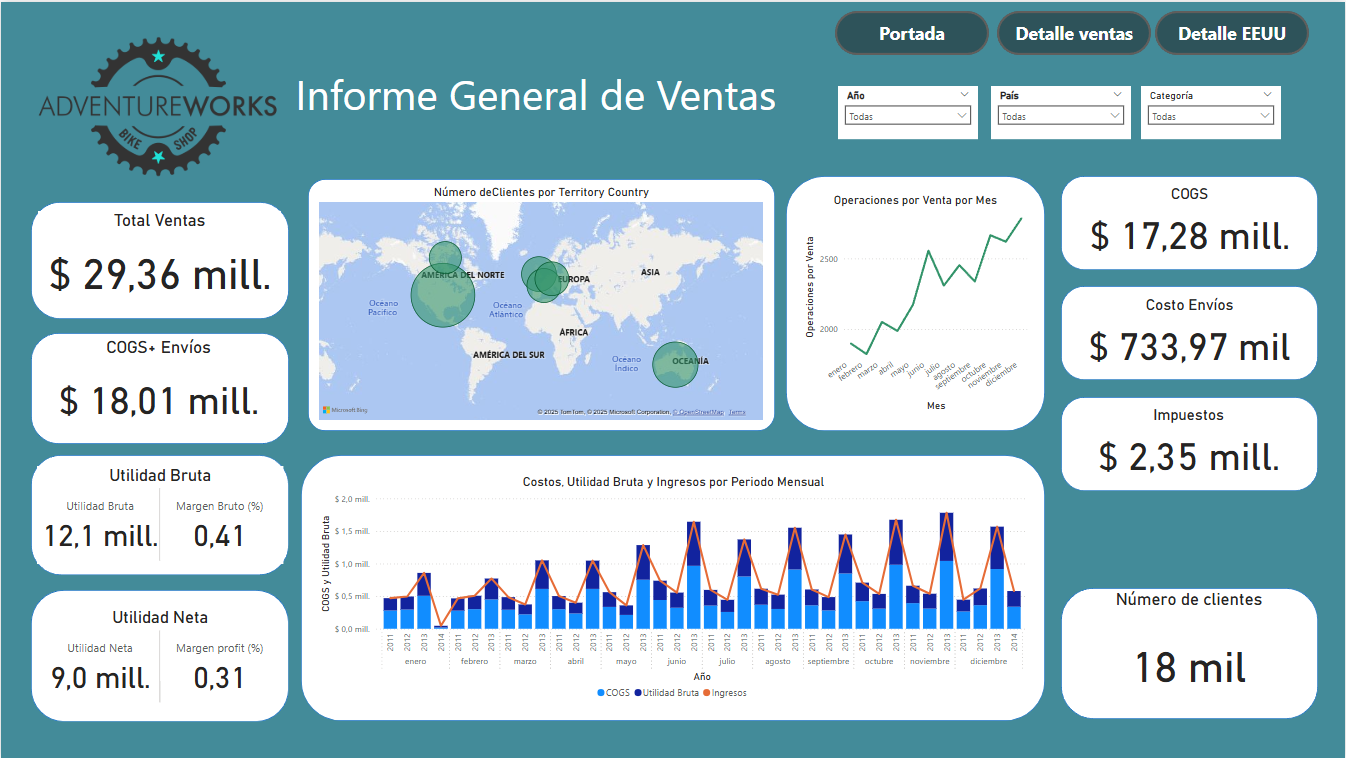 Portada
Detalle ventas
Detalle EEUU
ADVENTUREWORKS
BIKE SHOP
Informe General de Ventas
Año
Todas
País
Todas
Categoría
Todas
Total Ventas
$ 29,36 mill.
COGS+ Envíos
$ 18,01 mill.
Utilidad Bruta
Utilidad Bruta
12,1 mill.
Margen Bruto (%)
0,41
Utilidad Neta
Utilidad Neta
9,0 mill.
Margen profit (%)
0,31
Número deClientes por Territory Country
AMÉRICA DEL NORTE
EUROPA
ASIA
Océano
Pacífico
Océano
Atlántico
ÁFRICA
AMÉRICA DEL SUR
Océano
Índico
OCEANÍA
Microsoft Bing
© 2025 TomTom, © 2025 Microsoft Corporation, © OpenStreetMap Terms
Operaciones por Venta por Mes
Operaciones por Venta
2500
2000
enero
febrero
marzo
abril
mayo
junio
julio
agosto
septiembre
octubre
noviembre
diciembre
Mes
COGS
$ 17,28 mill.
Costo Envíos
$ 733,97 mil
Impuestos
$ 2,35 mill.
Número de clientes
18 mil
Costos, Utilidad Bruta y Ingresos por Periodo Mensual
COGS y Utilidad Bruta
$ 2,0 mill.
$ 1,5 mill.
$ 1,0 mill.
$ 0,5 mill.
$ 0,0 mill.
2011 2012 2013 2014 2011 2012 2013 2011 2012 2013 2011 2012 2013 2011 2012 2013 2011 2012 2013 2011 2012 2013 2011 2012 2013 2011 2012 2013 2011 2012 2013 2011 2012 2013 2011 2012 2013 2014
enero febrero marzo abril mayo junio julio agosto septiembre octubre noviembre diciembre
Año
COGS Utilidad Bruta Ingresos